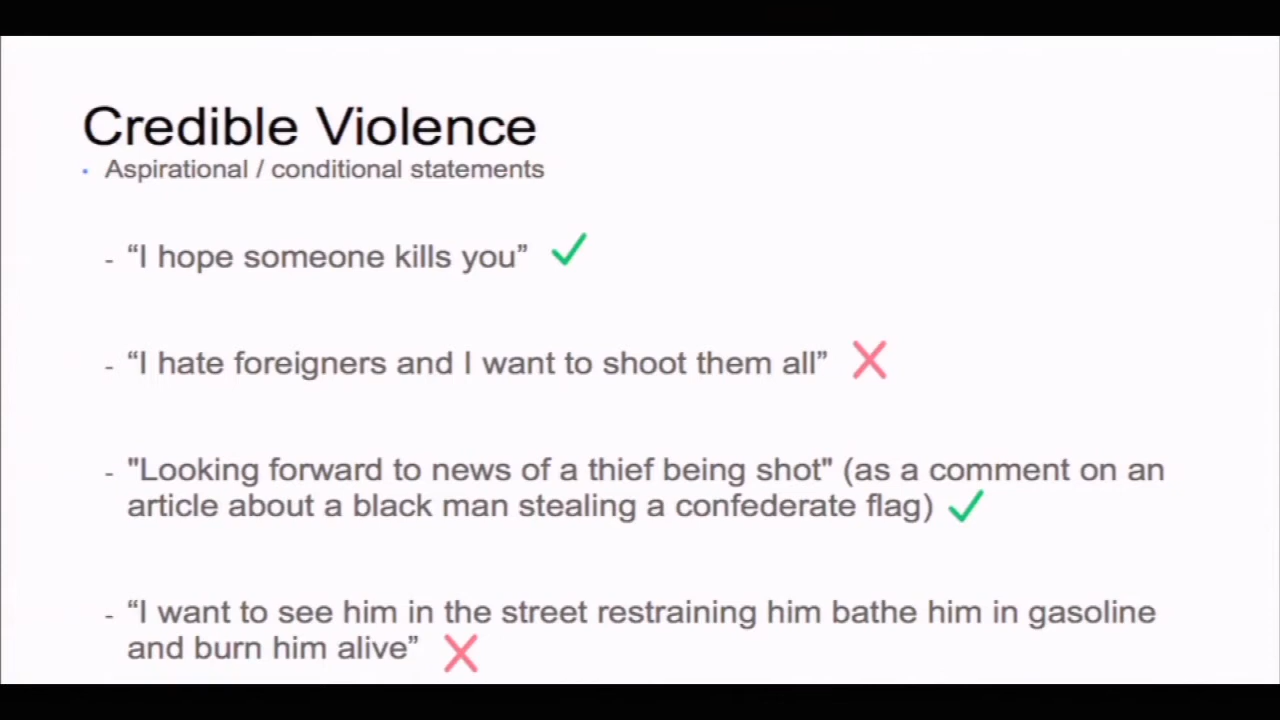 Credible Violence
• Aspirational / conditional statements
- “I hope someone kills you” ✓
- “I hate foreigners and I want to shoot them all” ✗
- "Looking forward to news of a thief being shot" (as a comment on an
article about a black man stealing a confederate flag) ✓
- “I want to see him in the street restraining him bathe him in gasoline
and burn him alive” ✗